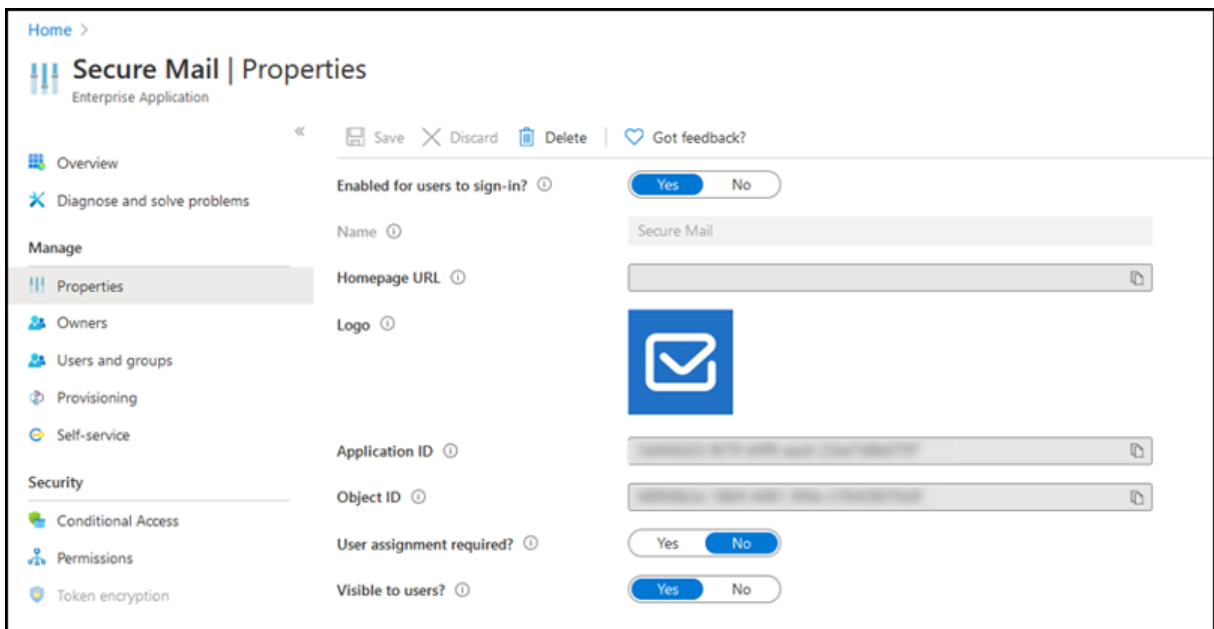 Home >
Secure Mail | Properties
Enterprise Application
«
Save Discard Delete Got feedback?
Overview
Diagnose and solve problems
Manage
Properties
Owners
Users and groups
Provisioning
Self-service
Security
Conditional Access
Permissions
Token encryption
Enabled for users to sign-in? Yes No
Name Secure Mail
Homepage URL
Logo
Application ID
Object ID
User assignment required? Yes No
Visible to users? Yes No